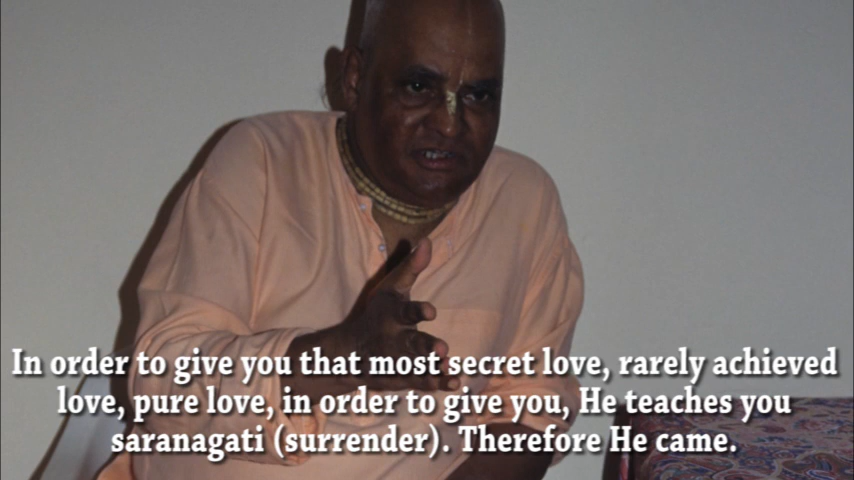 In order to give you that most secret love, rarely achieved
love, pure love, in order to give you, He teaches you
saranagati (surrender). Therefore He came.